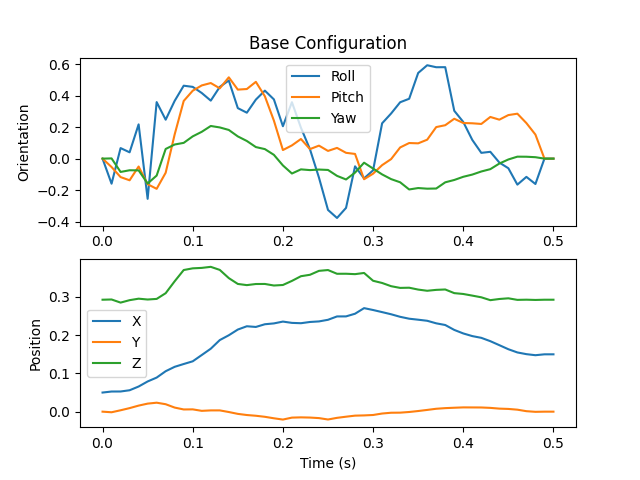 Base Configuration
Orientation
0.6
0.4
0.2
0.0
−0.2
−0.4
Roll
Pitch
Yaw
0.0 0.1 0.2 0.3 0.4 0.5
Position
0.3
0.2
0.1
0.0
X
Y
Z
0.0 0.1 0.2 0.3 0.4 0.5
Time (s)